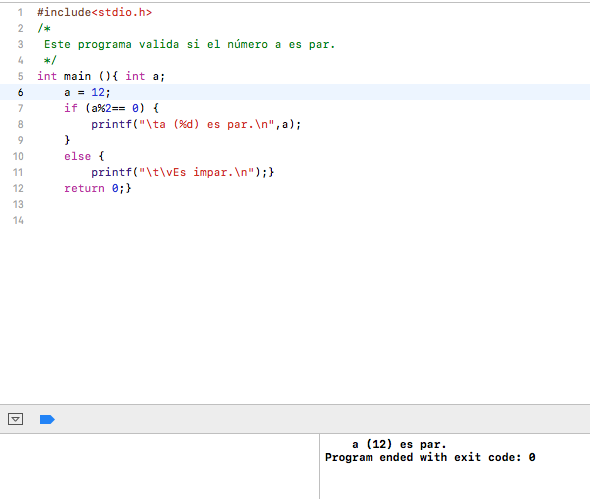 1 #include<stdio.h>
2 /*
3 Este programa valida si el número a es par.
4 */
5 int main (){ int a;
6 a = 12;
7 if (a%2== 0) {
8 printf("\ta (%d) es par.\n",a);
9 }
10 else {
11 printf("\t\vEs impar.\n");}
12 return 0;}
13
14
a (12) es par.
Program ended with exit code: 0